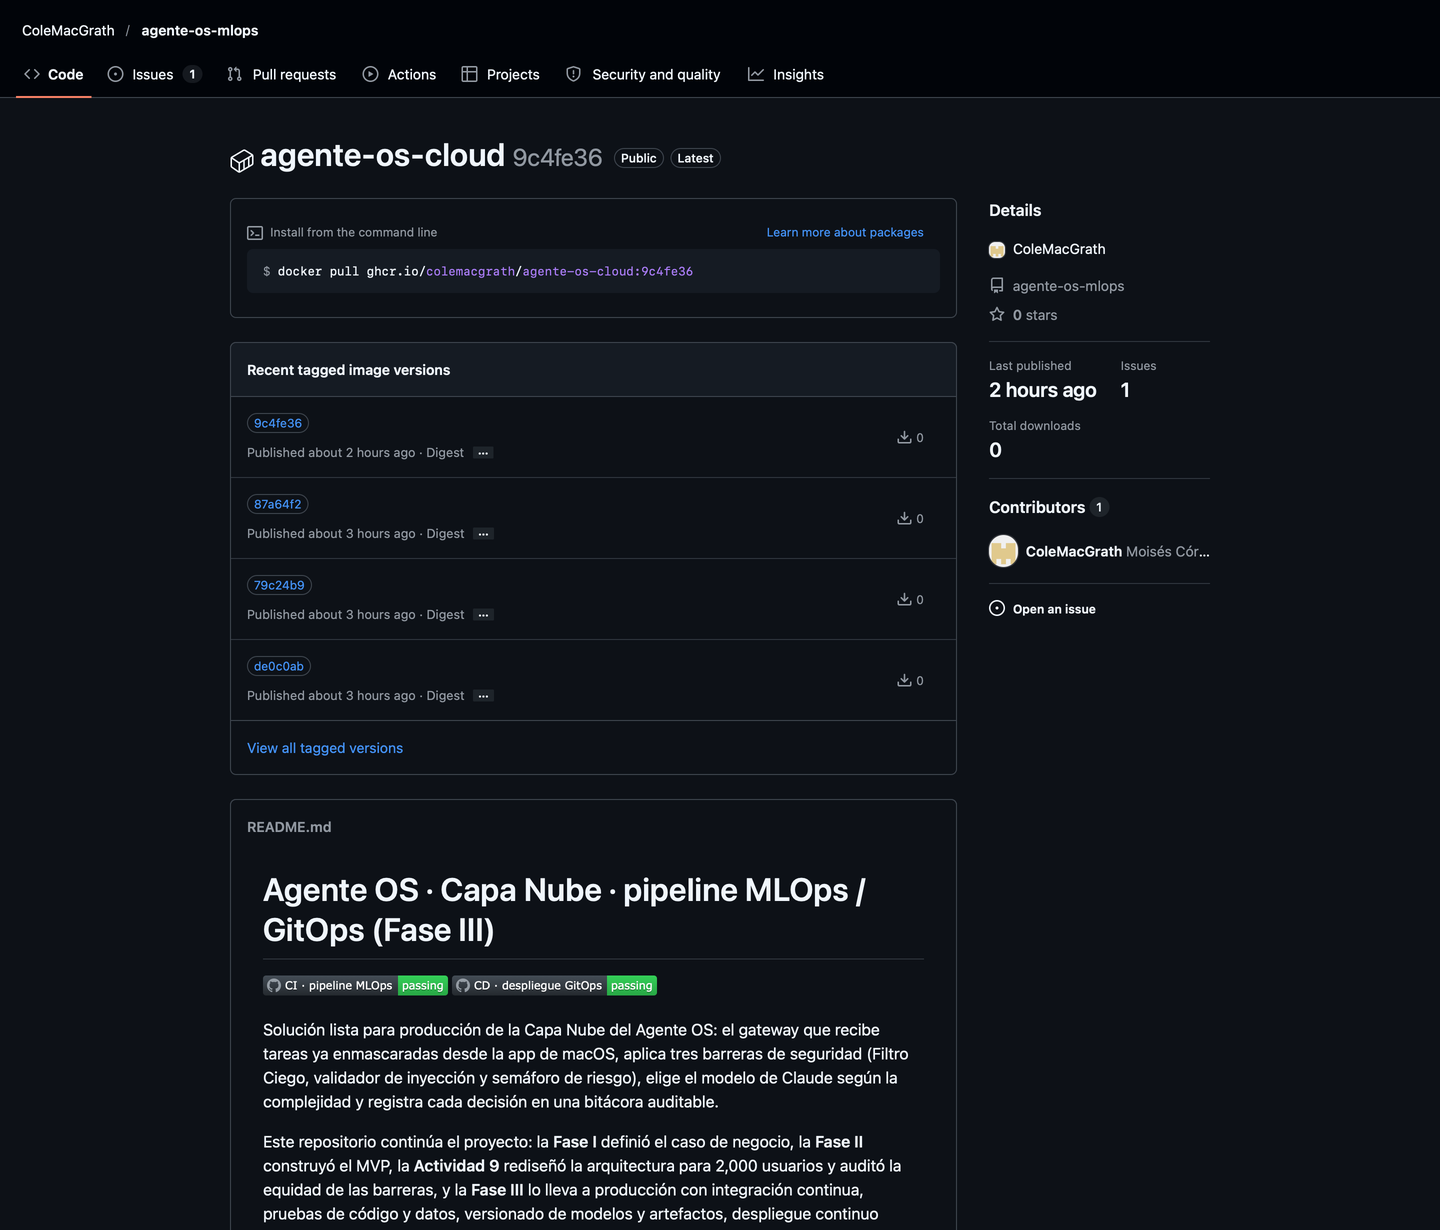 ColeMacGrath / agente-os-mlops
Code
Issues 1
Pull requests
Actions
Projects
Security and quality
Insights
agente-os-cloud 9c4fe36 Public Latest
Install from the command line
Learn more about packages
$ docker pull ghcr.io/colemacgrath/agente-os-cloud:9c4fe36
Recent tagged image versions
9c4fe36
Published about 2 hours ago · Digest ...
0
87a64f2
Published about 3 hours ago · Digest ...
0
79c24b9
Published about 3 hours ago · Digest ...
0
de0c0ab
Published about 3 hours ago · Digest ...
0
View all tagged versions
README.md
Agente OS · Capa Nube · pipeline MLOps /
GitOps (Fase III)
CI · pipeline MLOps passing CD · despliegue GitOps passing
Solución lista para producción de la Capa Nube del Agente OS: el gateway que recibe
tareas ya enmascaradas desde la app de macOS, aplica tres barreras de seguridad (Filtro
Ciego, validador de inyección y semáforo de riesgo), elige el modelo de Claude según la
complejidad y registra cada decisión en una bitácora auditable.
Este repositorio continúa el proyecto: la Fase I definió el caso de negocio, la Fase II
construyó el MVP, la Actividad 9 rediseñó la arquitectura para 2,000 usuarios y auditó la
equidad de las barreras, y la Fase III lo lleva a producción con integración continua,
pruebas de código y datos, versionado de modelos y artefactos, despliegue continuo
Details
ColeMacGrath
agente-os-mlops
0 stars
Last published
2 hours ago
Issues
1
Total downloads
0
Contributors 1
ColeMacGrath Moisés Cór...
Open an issue